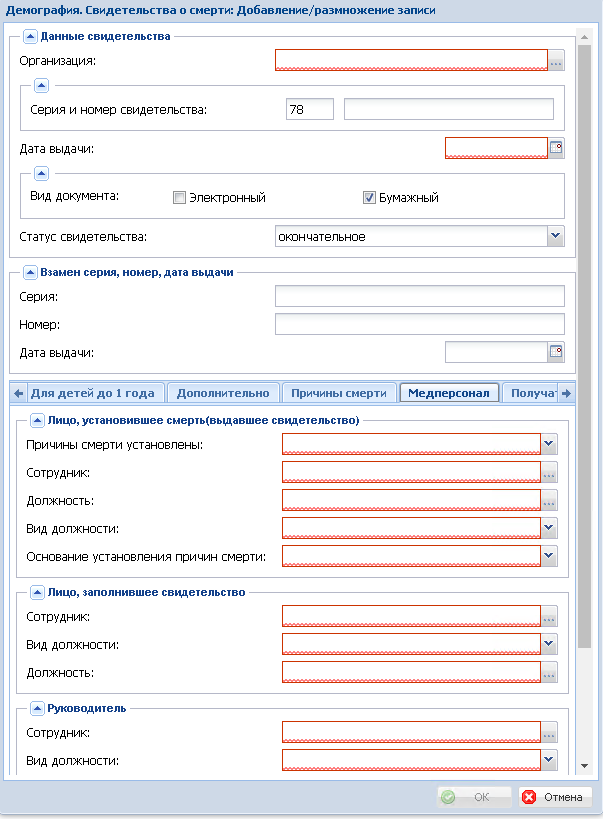 Демография. Свидетельства о смерти: Добавление/размножение записи
Данные свидетельства
Организация:
Серия и номер свидетельства: 78
Дата выдачи:
Вид документа: Электронный Бумажный
Статус свидетельства: окончательное
Взамен серия, номер, дата выдачи
Серия:
Номер:
Дата выдачи:
Для детей до 1 года Дополнительно Причины смерти Медперсонал Получат
Лицо, установившее смерть(выдавшее свидетельство)
Причины смерти установлены:
Сотрудник:
Должность:
Вид должности:
Основание установления причин смерти:
Лицо, заполнившее свидетельство
Сотрудник:
Вид должности:
Должность:
Руководитель
Сотрудник:
Вид должности:
OK Отмена